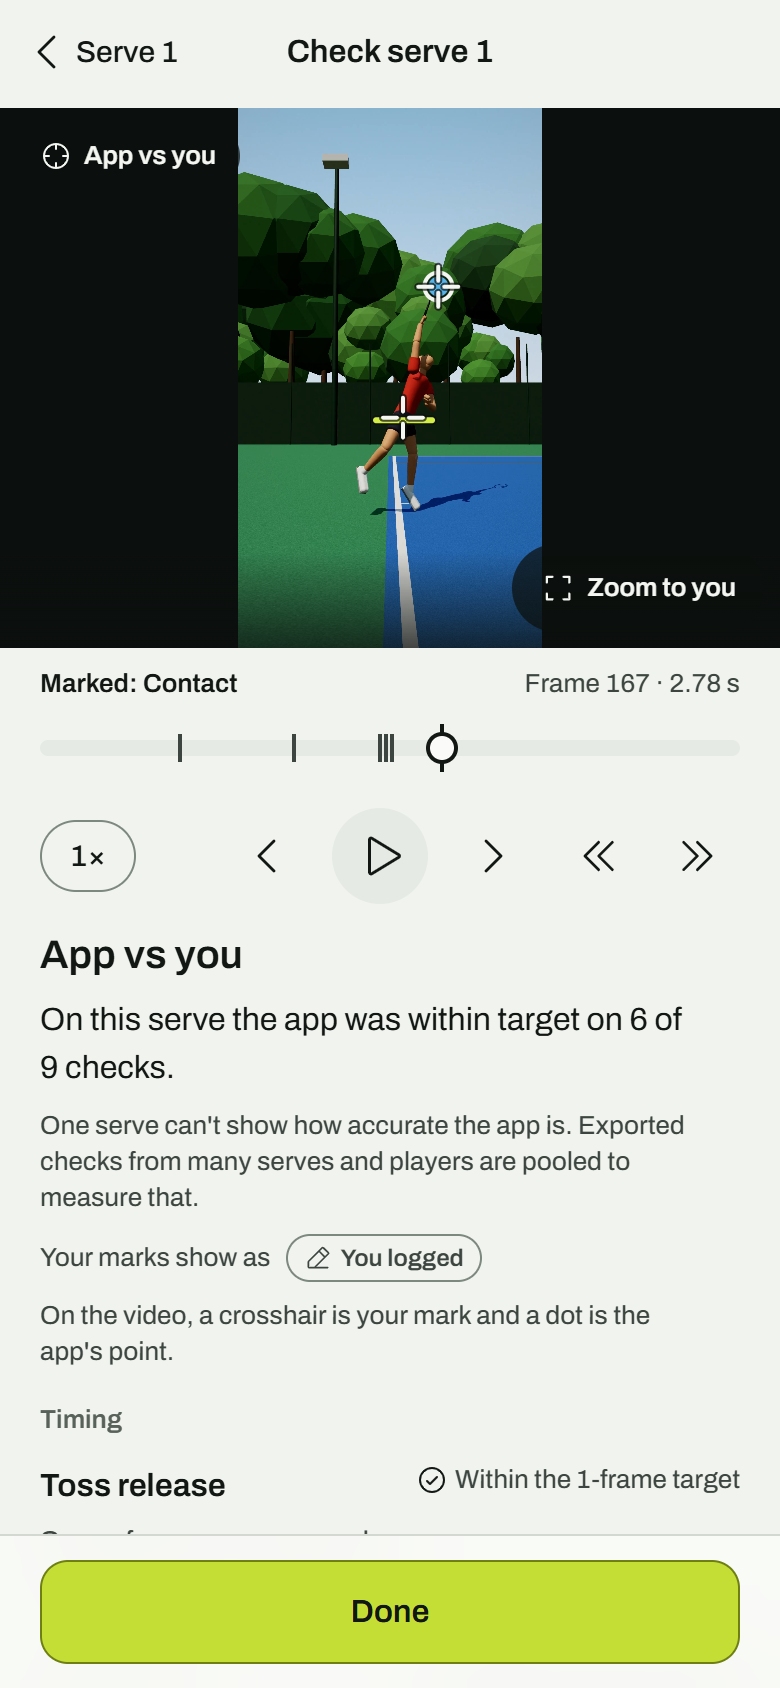 Serve 1
Check serve 1
App vs you
Zoom to you
Marked: Contact
Frame 167 · 2.78 s
1×
App vs you
On this serve the app was within target on 6 of
9 checks.
One serve can't show how accurate the app is. Exported
checks from many serves and players are pooled to
measure that.
Your marks show as
You logged
On the video, a crosshair is your mark and a dot is the
app's point.
Timing
Toss release
Within the 1-frame target
Done